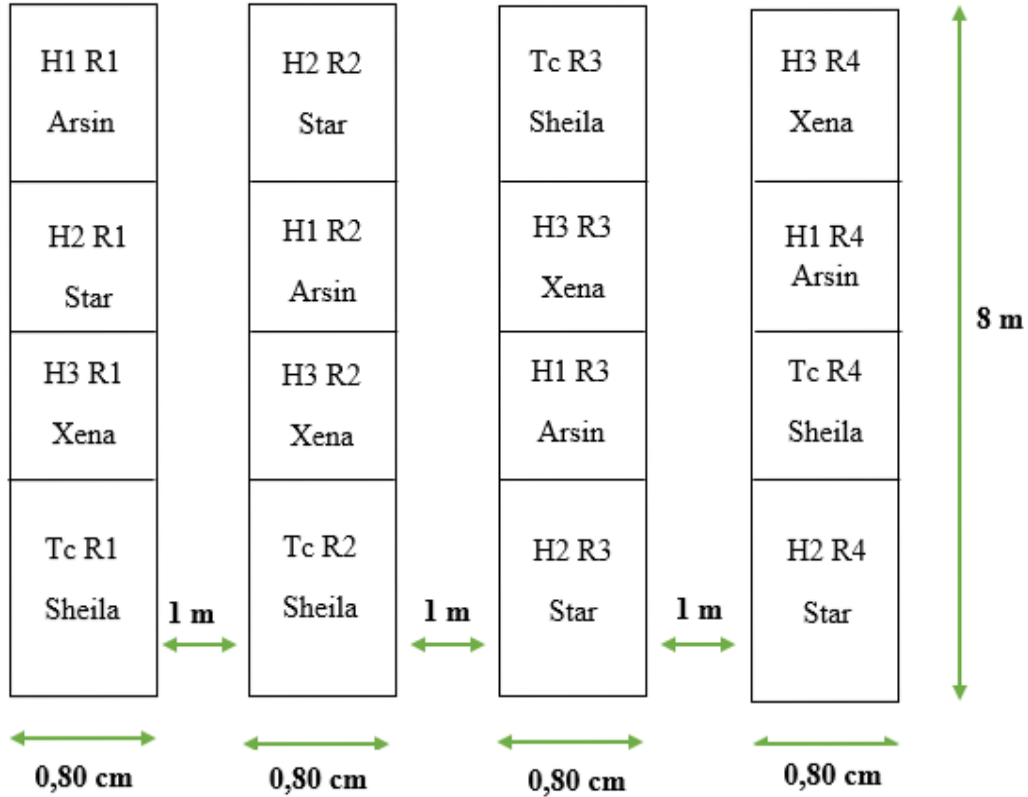 H1 R1
Arsin
H2 R1
Star
H3 R1
Xena
Tc R1
Sheila
H2 R2
Star
H1 R2
Arsin
H3 R2
Xena
Tc R2
Sheila
Tc R3
Sheila
H3 R3
Xena
H1 R3
Arsin
H2 R3
Star
H3 R4
Xena
H1 R4
Arsin
Tc R4
Sheila
H2 R4
Star
8 m
1 m
1 m
1 m
0,80 cm
0,80 cm
0,80 cm
0,80 cm